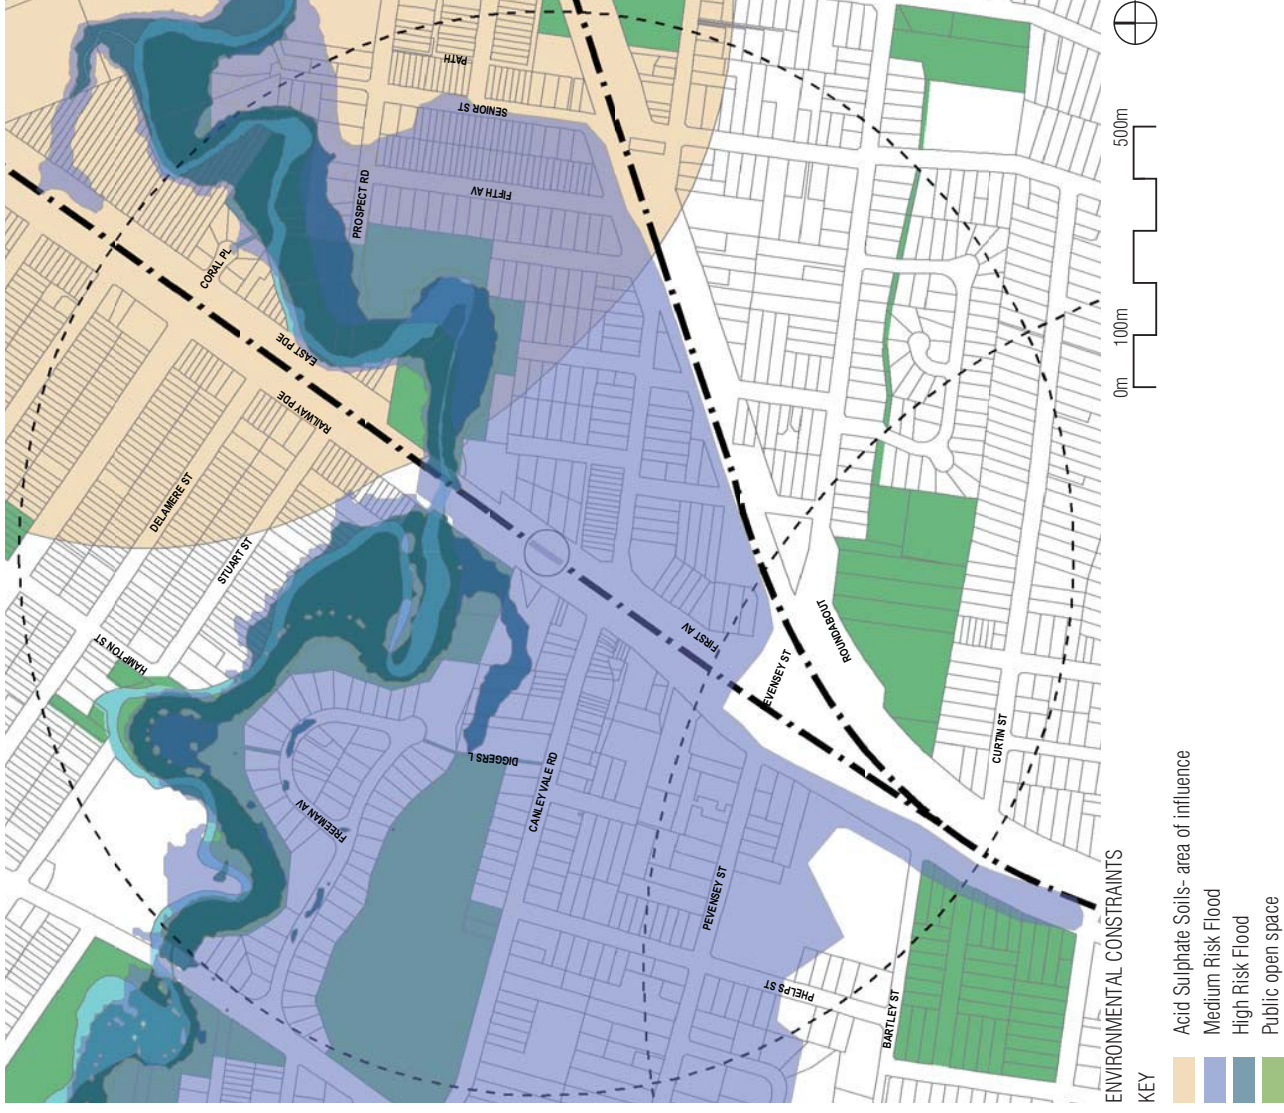 PATH
SENIOR ST
PROSPECT RD
FIFTH AV
CORAL PL
EAST PDE
RAILWAY PDE
DELAMERE ST
STUART ST
HAMPTON ST
FIRST AV
EVENSEY ST
ROUNDABOUT
DIGGERS L
CANLEY VALE RD
FREEMAN AV
CURTIN ST
PEVENSEY ST
PHELPS ST
BARTLEY ST
0m 100m 500m
ENVIRONMENTAL CONSTRAINTS
KEY
Acid Sulphate Soils- area of influence
Medium Risk Flood
High Risk Flood
Public open space